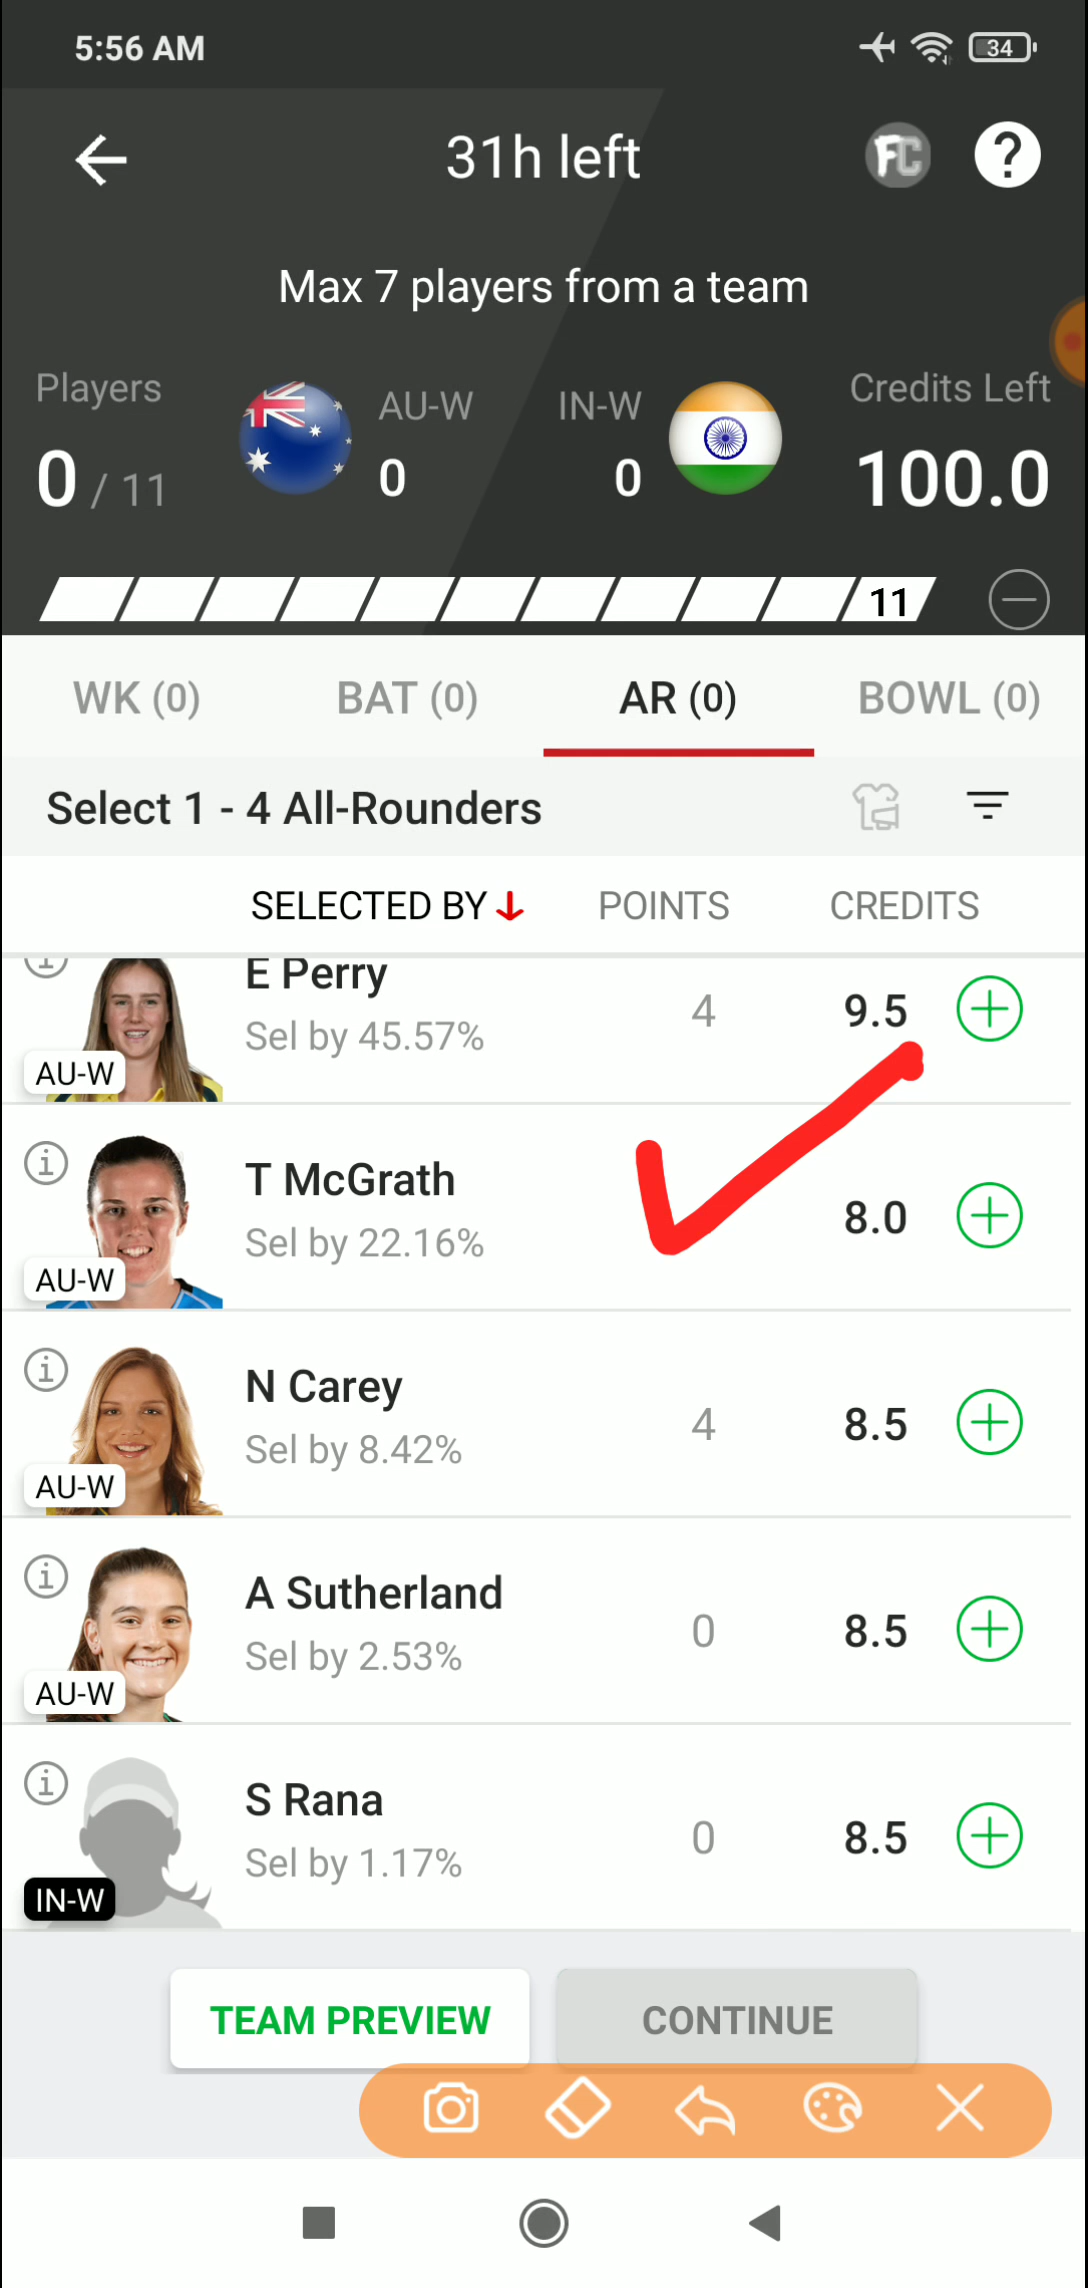 5:56 AM
34
31h left
FC
?
Max 7 players from a team
Players
AU-W
IN-W
Credits Left
0 / 11
0
0
100.0
11
WK (0)
BAT (0)
AR (0)
BOWL (0)
Select 1 - 4 All-Rounders
SELECTED BY
POINTS
CREDITS
E Perry
Sel by 45.57%
4
9.5
AU-W
T McGrath
Sel by 22.16%
8.0
AU-W
N Carey
Sel by 8.42%
4
8.5
AU-W
A Sutherland
Sel by 2.53%
0
8.5
AU-W
S Rana
Sel by 1.17%
0
8.5
IN-W
TEAM PREVIEW
CONTINUE